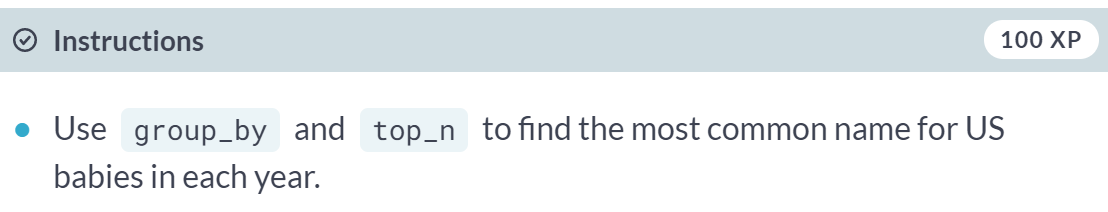 Instructions 100 XP
Use group_by and top_n to find the most common name for US
babies in each year.